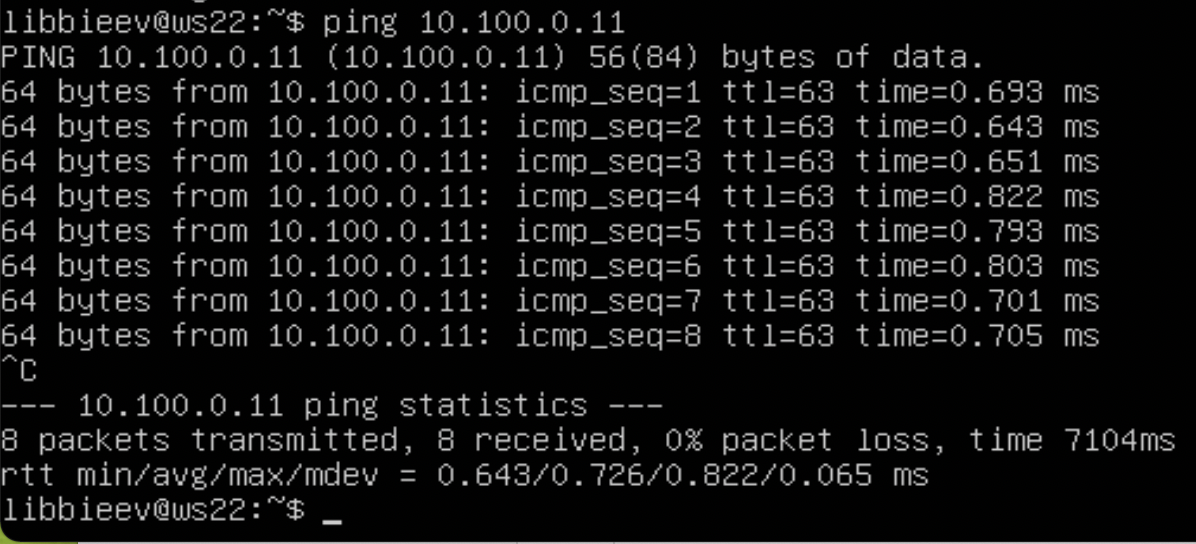 libbieev@ws22:~$ ping 10.100.0.11
PING 10.100.0.11 (10.100.0.11) 56(84) bytes of data.
64 bytes from 10.100.0.11: icmp_seq=1 ttl=63 time=0.693 ms
64 bytes from 10.100.0.11: icmp_seq=2 ttl=63 time=0.643 ms
64 bytes from 10.100.0.11: icmp_seq=3 ttl=63 time=0.651 ms
64 bytes from 10.100.0.11: icmp_seq=4 ttl=63 time=0.822 ms
64 bytes from 10.100.0.11: icmp_seq=5 ttl=63 time=0.793 ms
64 bytes from 10.100.0.11: icmp_seq=6 ttl=63 time=0.803 ms
64 bytes from 10.100.0.11: icmp_seq=7 ttl=63 time=0.701 ms
64 bytes from 10.100.0.11: icmp_seq=8 ttl=63 time=0.705 ms
^C
--- 10.100.0.11 ping statistics ---
8 packets transmitted, 8 received, 0% packet loss, time 7104ms
rtt min/avg/max/mdev = 0.643/0.726/0.822/0.065 ms
libbieev@ws22:~$ _